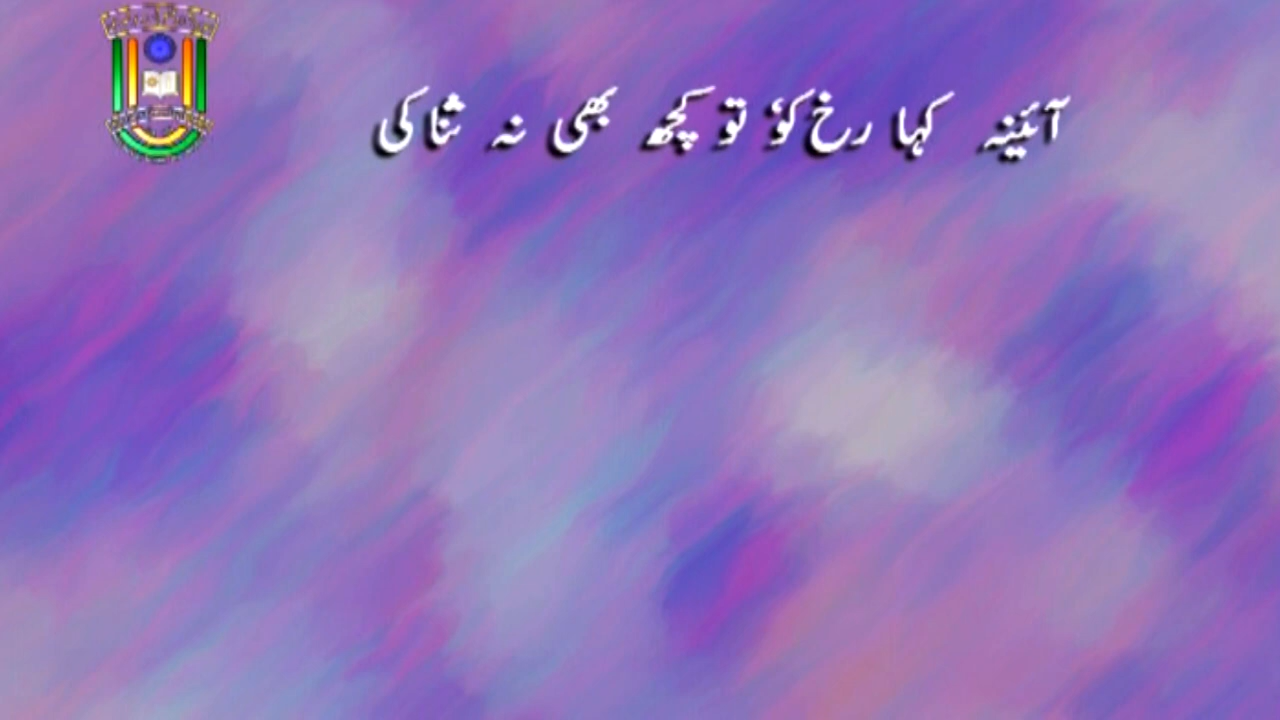 آئینہ کہا رخ کو، تو کچھ بھی نہ ثنا کی